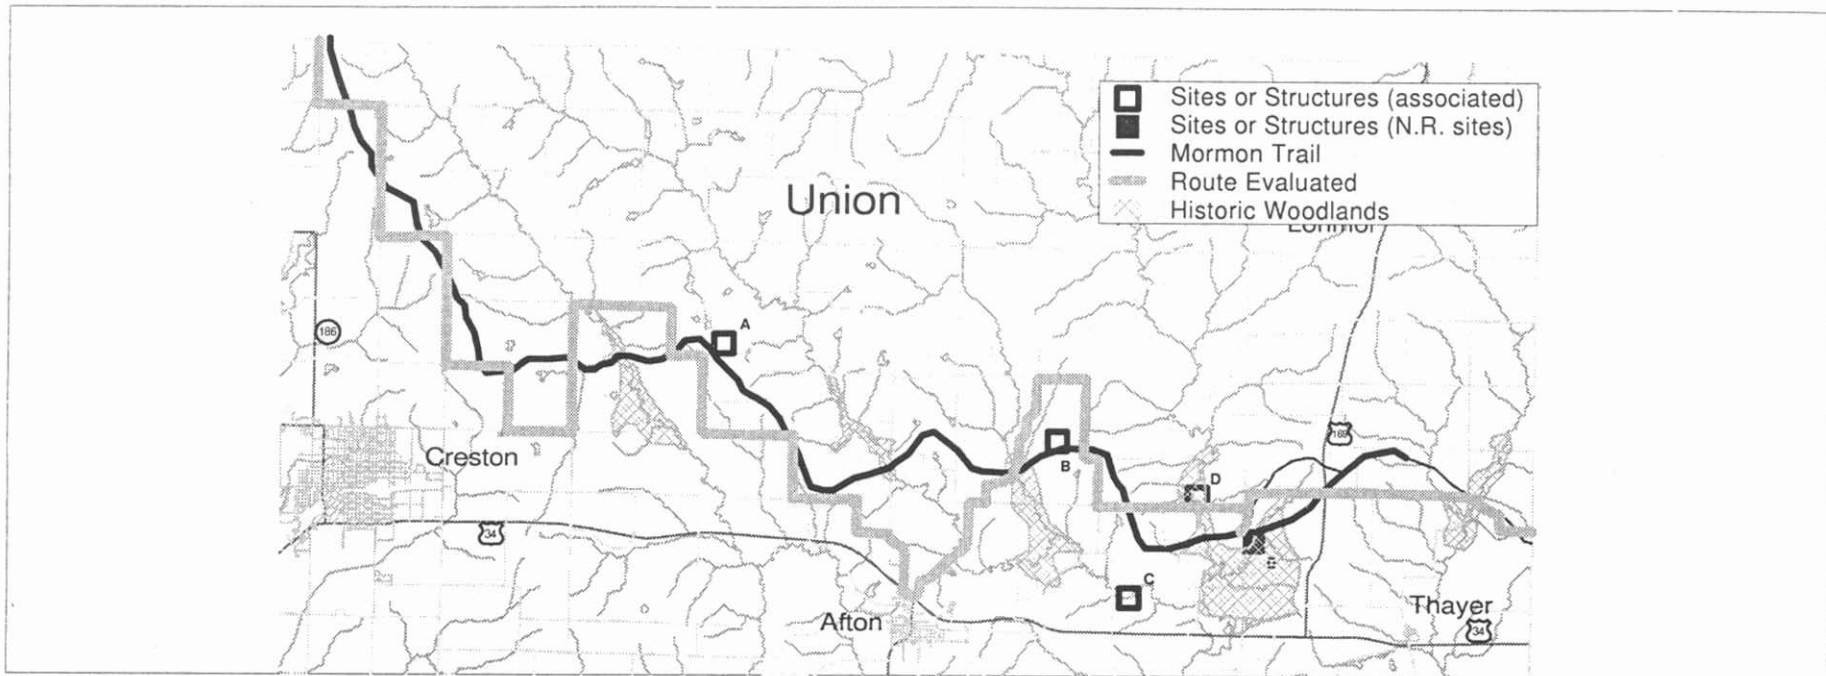 Sites or Structures (associated)
Sites or Structures (N.R. sites)
Mormon Trail
Route Evaluated
Historic Woodlands
Union
186
A
169
Creston
B
D
34
C
Afton
Thayer
34